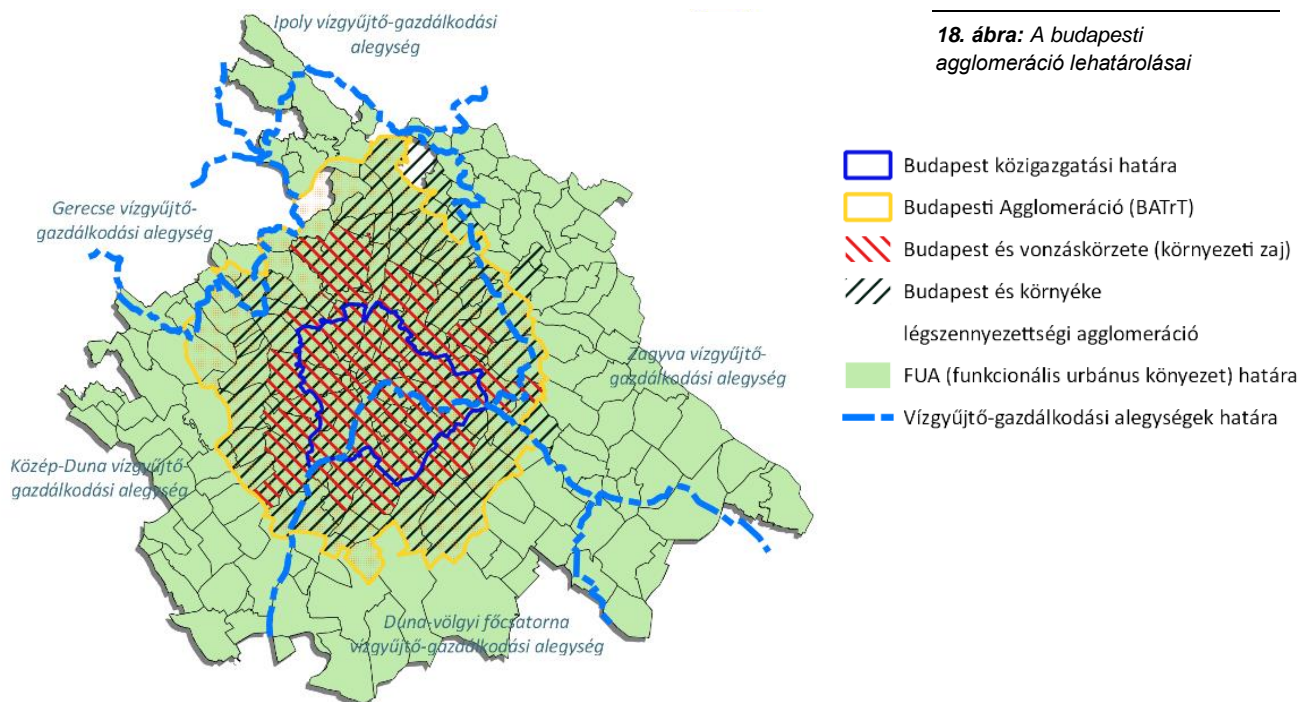 Ipoly vízgyűjtő-gazdálkodási
alegység
18. ábra: A budapesti
agglomeráció lehatárolásai
Budapest közigazgatási határa
Budapesti Agglomeráció (BATrT)
Budapest és vonzáskörzete (környezeti zaj)
Budapest és környéke
légszennyezettségi agglomeráció
FUA (funkcionális urbánus könyezet) határa
Vízgyűjtő-gazdálkodási alegységek határa
Gerecse vízgyűjtő-
gazdálkodási alegység
Zagyva vízgyűjtő-
gazdálkodási alegység
Közép-Duna vízgyűjtő-
gazdálkodási alegység
Duna-völgyi főcsatorna
vízgyűjtő-gazdálkodási alegység